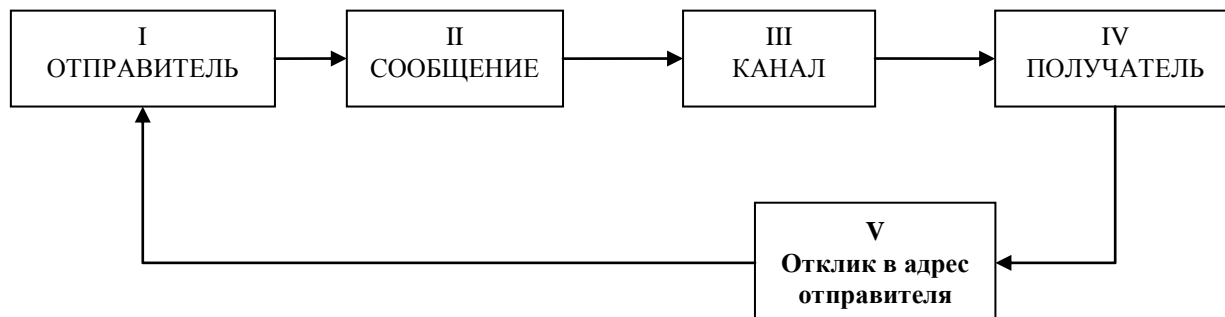 I
ОТПРАВИТЕЛЬ
II
СООБЩЕНИЕ
III
КАНАЛ
IV
ПОЛУЧАТЕЛЬ
V
Отклик в адрес
отправителя